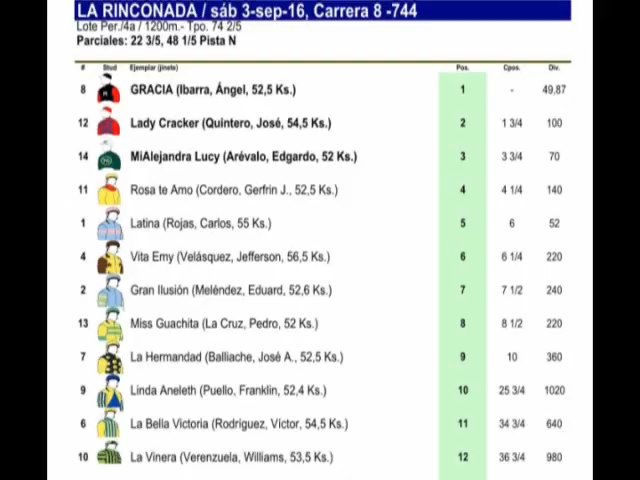 LA RINCONADA / sáb 3-sep-16, Carrera 8 -744
Lote Per./4a / 1200m.- Tpo. 74 2/5
Parciales: 22 3/5, 48 1/5 Pista N
# Stud Ejemplar (jinete) Pos. Cpos. Div.
8 GRACIA (Ibarra, Ángel, 52,5 Ks.) 1 - 49,87
12 Lady Cracker (Quintero, José, 54,5 Ks.) 2 1 3/4 100
14 MiAlejandra Lucy (Arévalo, Edgardo, 52 Ks.) 3 3 3/4 70
11 Rosa te Amo (Cordero, Gerfrin J., 52,5 Ks.) 4 4 1/4 140
1 Latina (Rojas, Carlos, 55 Ks.) 5 6 52
4 Vita Emy (Velásquez, Jefferson, 56,5 Ks.) 6 6 1/4 220
2 Gran Ilusión (Meléndez, Eduard, 52,6 Ks.) 7 7 1/2 240
13 Miss Guachita (La Cruz, Pedro, 52 Ks.) 8 8 1/2 220
7 La Hermandad (Balliache, José A., 52,5 Ks.) 9 10 360
9 Linda Aneleth (Puello, Franklin, 52,4 Ks.) 10 25 3/4 1020
6 La Bella Victoria (Rodríguez, Víctor, 54,5 Ks.) 11 34 3/4 640
10 La Vinera (Verenzuela, Williams, 53,5 Ks.) 12 36 3/4 980